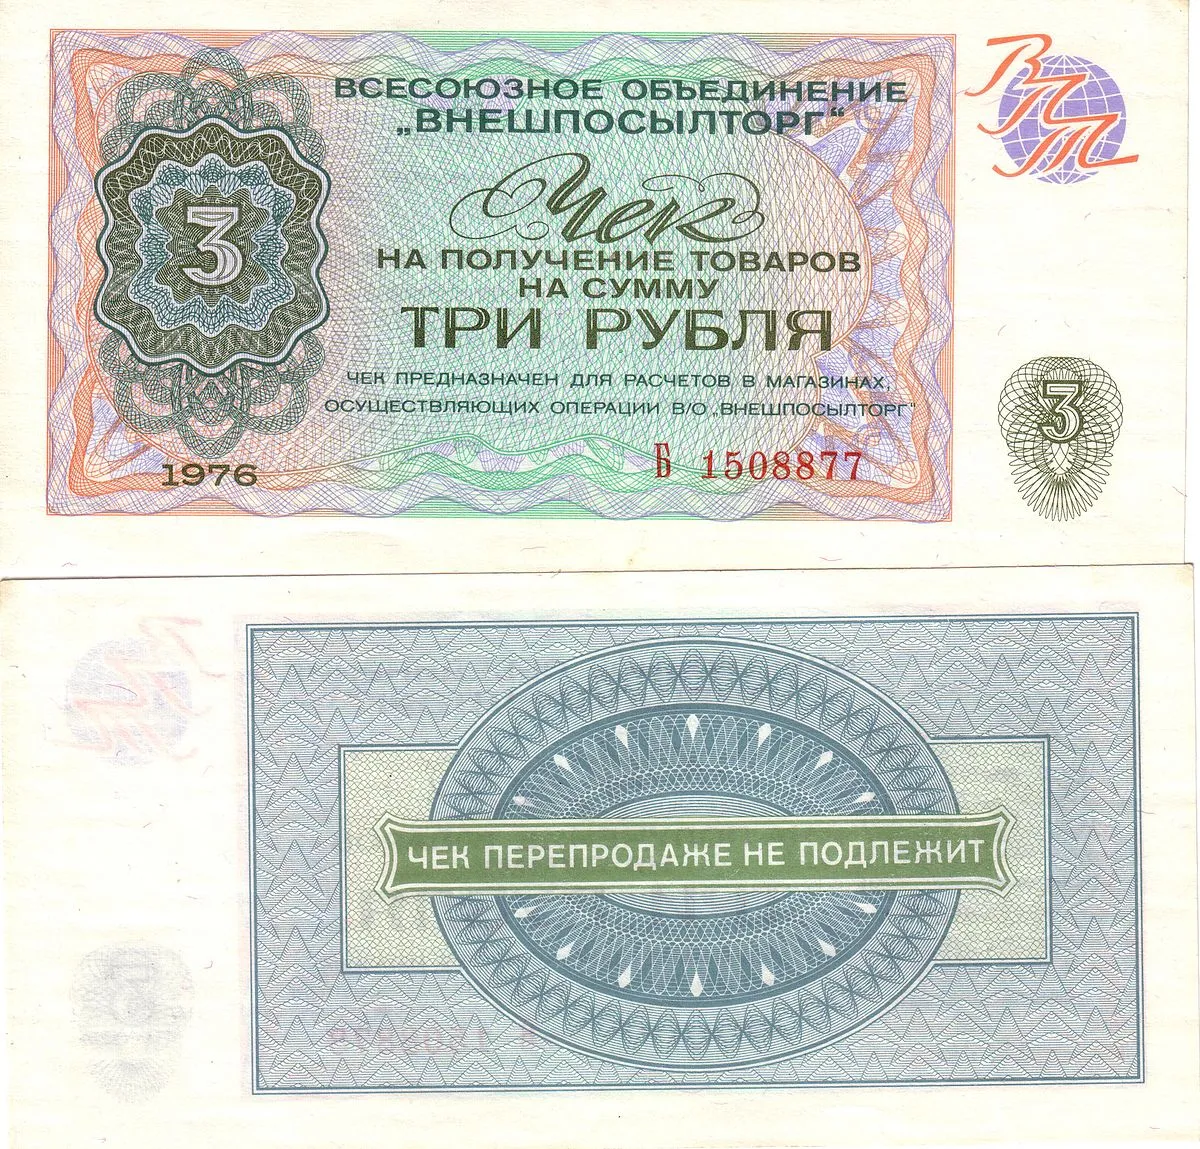 ВСЕСОЮЗНОЕ ОБЪЕДИНЕНИЕ
„ВНЕШПОСЫЛТОРГ“
ВПТ
3
Чек
НА ПОЛУЧЕНИЕ ТОВАРОВ
НА СУММУ
ТРИ РУБЛЯ
ЧЕК ПРЕДНАЗНАЧЕН ДЛЯ РАСЧЕТОВ В МАГАЗИНАХ,
ОСУЩЕСТВЛЯЮЩИХ ОПЕРАЦИИ В/О „ВНЕШПОСЫЛТОРГ“
3
1976
Б 1508877
ЧЕК ПЕРЕПРОДАЖЕ НЕ ПОДЛЕЖИТ